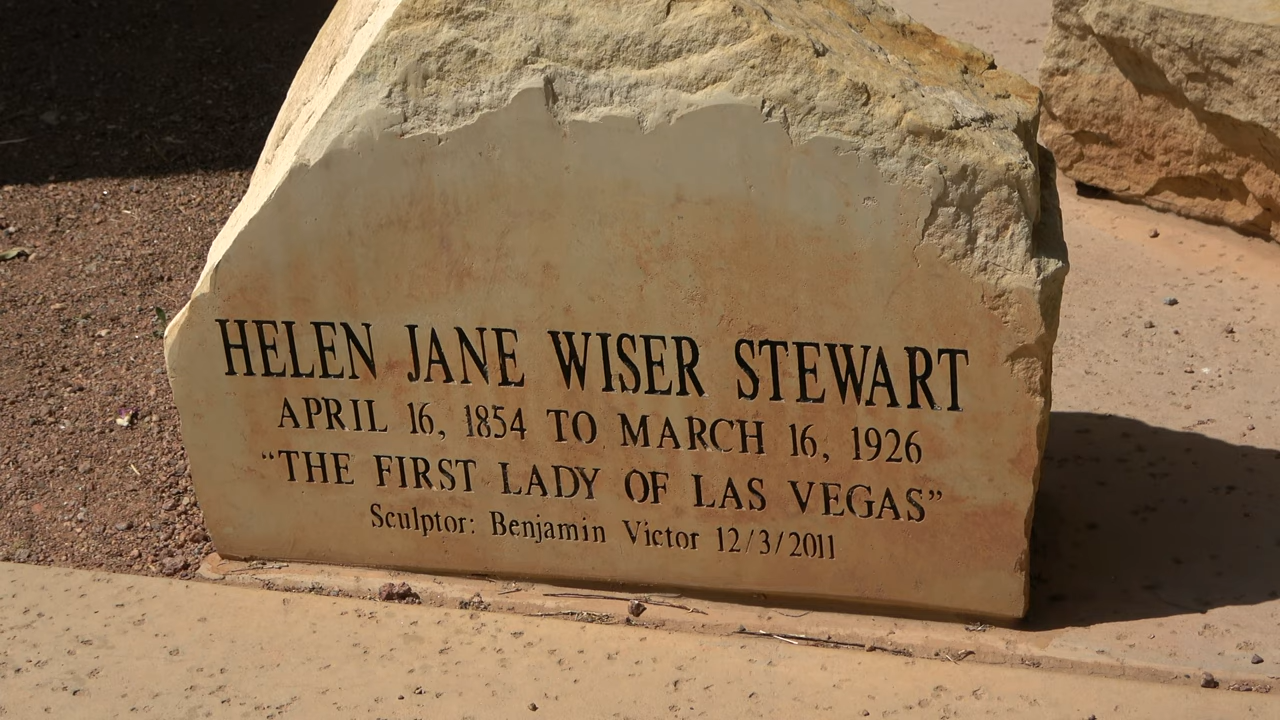 HELEN JANE WISER STEWART
APRIL 16, 1854 TO MARCH 16, 1926
“THE FIRST LADY OF LAS VEGAS”
Sculptor: Benjamin Victor 12/3/2011